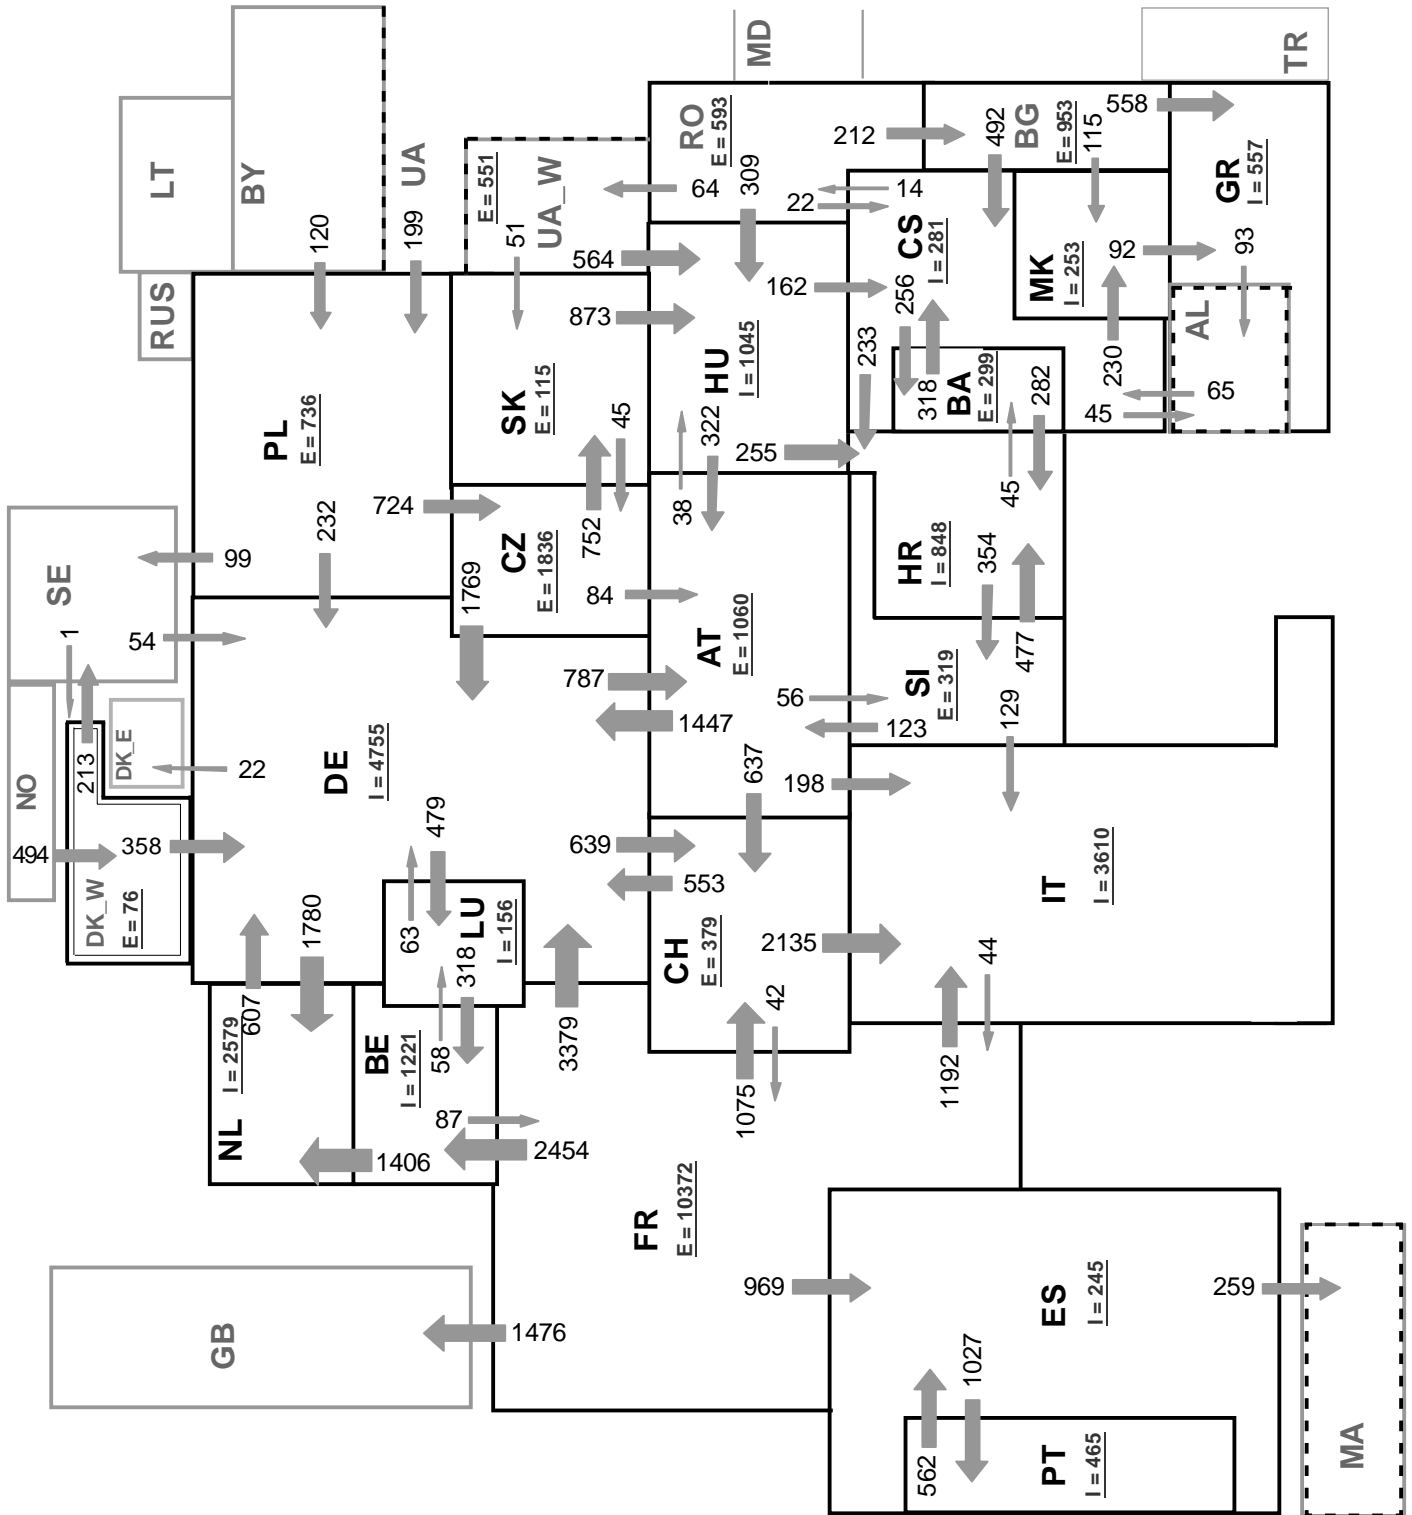 MD
TR
LT
BY
UA
UA_W
E = 551
RO
E = 593
BG
E = 953
GR
I = 557
RUS
120
199
51
64
309
212
22
14
492
115
558
564
873
162
CS
I = 281
256
MK
I = 253
92
93
AL
PL
E = 736
SK
E = 115
45
HU
I = 1045
322
38
255
233
318
BA
E = 299
282
230
45
65
232
724
752
CZ
E = 1836
1769
84
HR
I = 848
354
45
477
SE
99
54
1
213
DK_E
22
NO
494
358
DK_W
E = 76
DE
I = 4755
787
1447
AT
E = 1060
56
123
SI
E = 319
129
637
198
639
553
479
63
LU
I = 156
318
58
CH
E = 379
2135
42
1075
IT
I = 3610
44
1192
607
1780
3379
NL
I = 2579
BE
I = 1221
87
2454
1406
FR
E = 10372
969
1476
GB
ES
I = 245
259
MA
562
1027
PT
I = 465